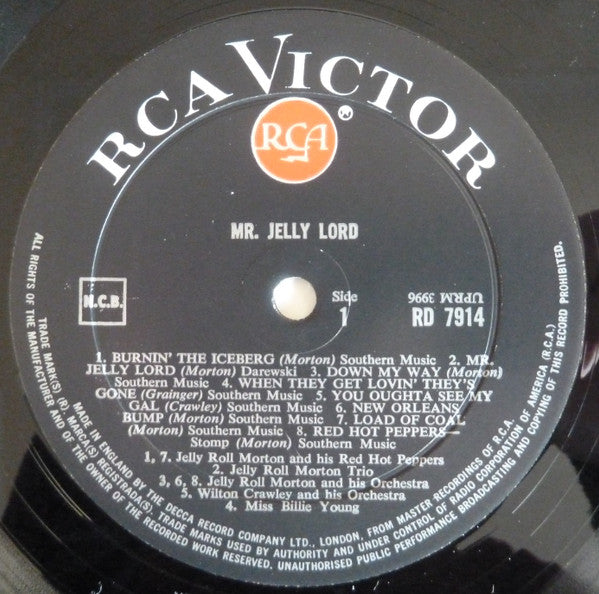 RCA VICTOR
RCA
®
MR. JELLY LORD
N.C.B.
Side
1
UPRM 3996
RD 7914
1. BURNIN' THE ICEBERG (Morton) Southern Music 2. MR.
JELLY LORD (Morton) Darewski 3. DOWN MY WAY (Morton)
Southern Music 4. WHEN THEY GET LOVIN' THEY'S
GONE (Grainger) Southern Music 5. YOU OUGHTA SEE MY
GAL (Crawley) Southern Music 6. NEW ORLEANS
BUMP (Morton) Southern Music 7. LOAD OF COAL
(Morton) Southern Music 8. RED HOT PEPPERS—
Stomp (Morton) Southern Music
1, 7. Jelly Roll Morton and his Red Hot Peppers
2. Jelly Roll Morton Trio
3, 6, 8. Jelly Roll Morton and his Orchestra
5. Wilton Crawley and his Orchestra
4. Miss Billie Young
MADE IN ENGLAND BY THE DECCA RECORD COMPANY LTD., LONDON, FROM MASTER RECORDINGS OF R.C.A.
TRADE MARK(S) (R). MARCA(S) REGISTRADA(S). TRADE MARKS USED BY AUTHORITY AND UNDER CONTROL OF RADIO CORPORATION OF AMERICA (R.C.A.)
ALL RIGHTS OF THE MANUFACTURER AND OF THE OWNER OF THE RECORDED WORK RESERVED. UNAUTHORISED PUBLIC PERFORMANCE BROADCASTING AND COPYING OF THIS RECORD PROHIBITED.